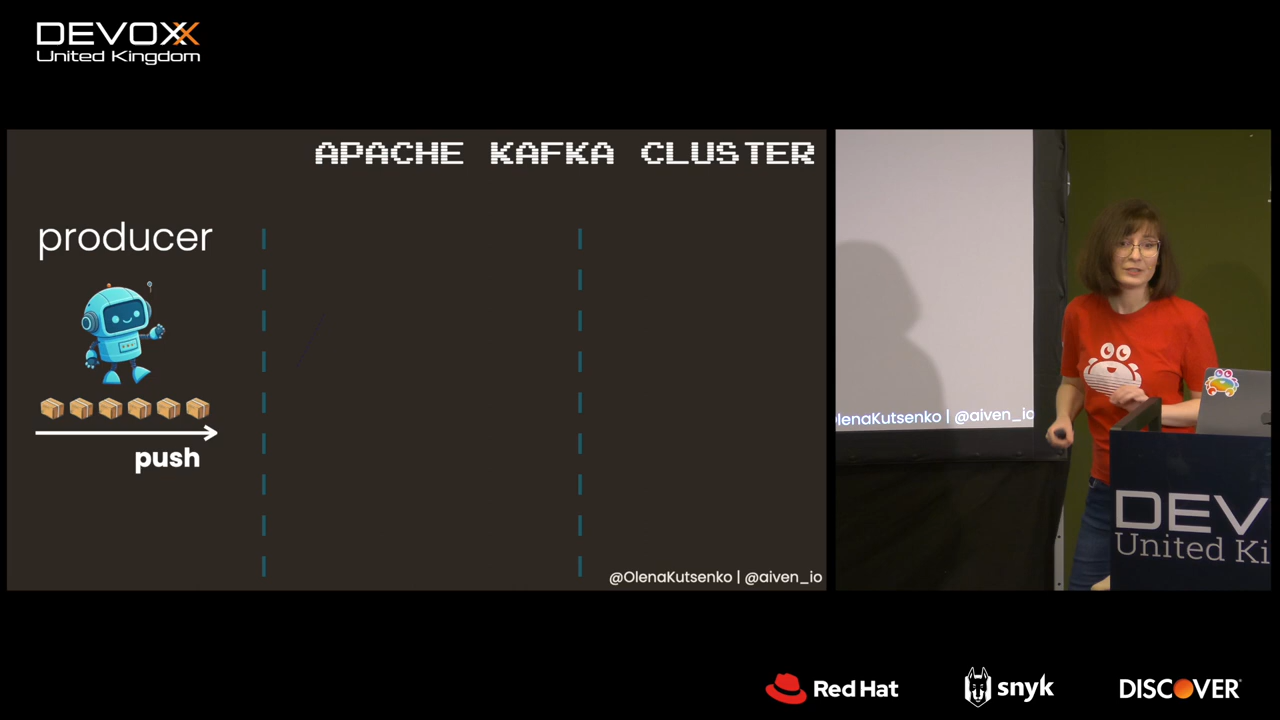 DEVOXX
United Kingdom
APACHE KAFKA CLUSTER
producer
push
@OlenaKutsenko | @aiven_io
lenaKutsenko | @aiven_io
DEV
United Ki
Red Hat
snyk
DISCOVER